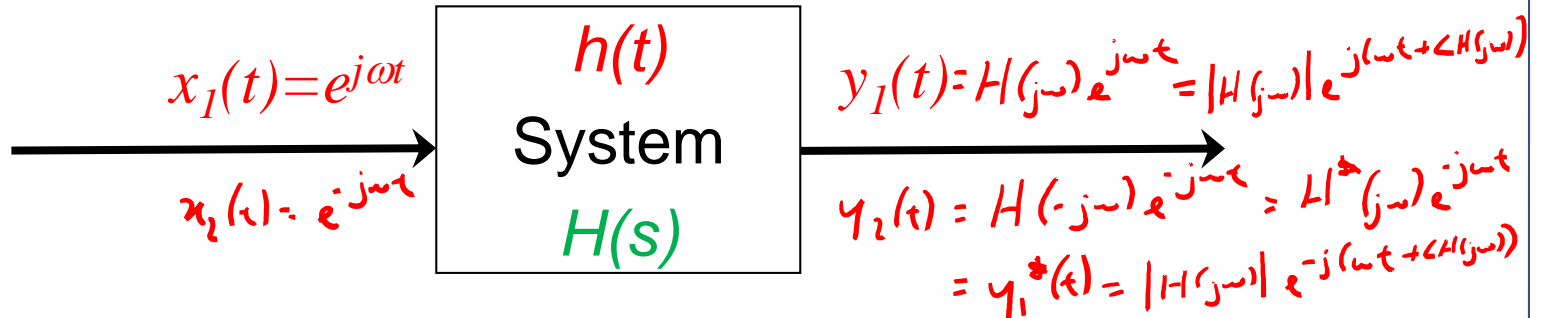 x₁(t)=e^{jωt}
x₂(t) = e^{-jωt}
h(t)
System
H(s)
y₁(t) = H(jω) e^{jωt} = |H(jω)| e^{j(ωt+∠H(jω))}
y₂(t) = H(-jω) e^{-jωt} = H*(jω) e^{-jωt}
= y₁*(t) = |H(jω)| e^{-j(ωt+∠H(jω))}